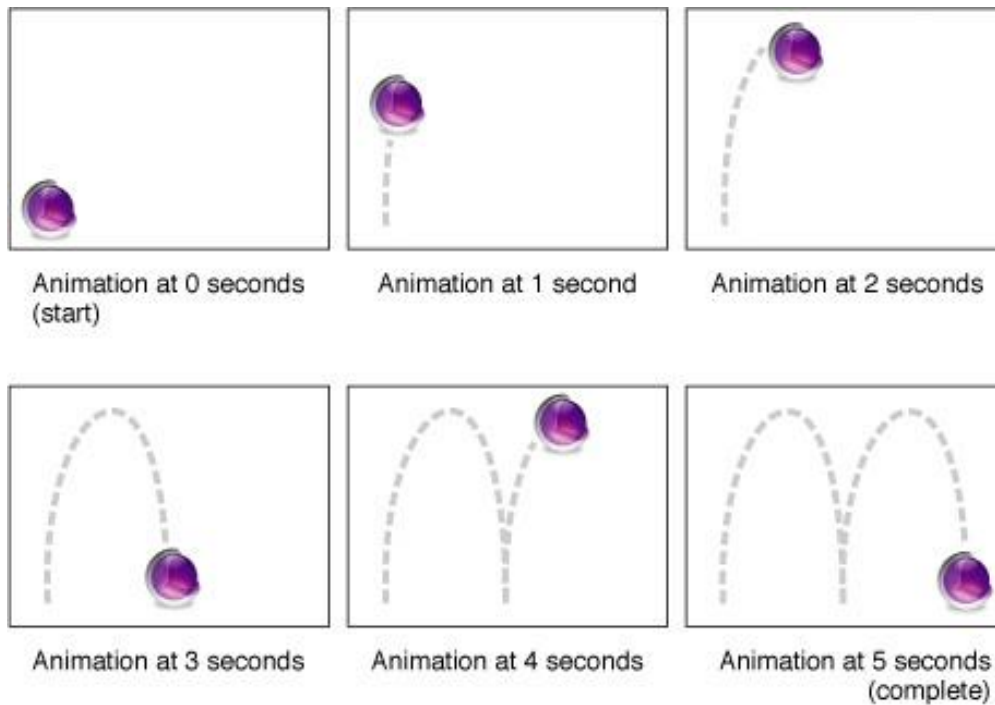 Animation at 0 seconds
(start)
Animation at 1 second
Animation at 2 seconds
Animation at 3 seconds
Animation at 4 seconds
Animation at 5 seconds
(complete)